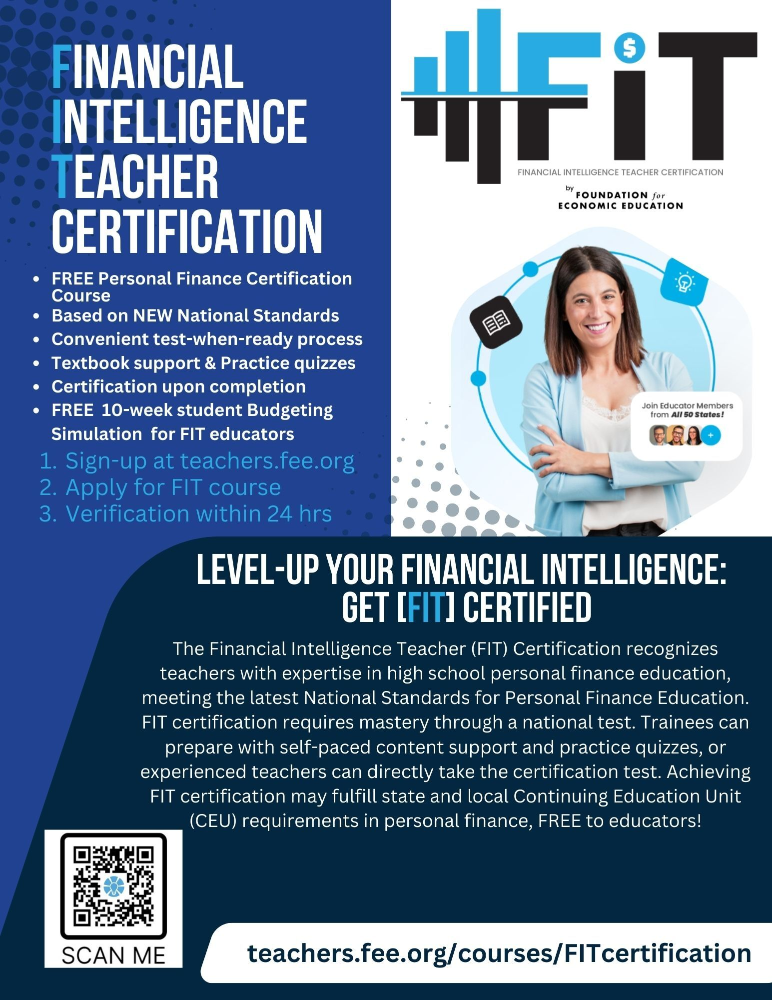 FINANCIAL
INTELLIGENCE
TEACHER
CERTIFICATION
• FREE Personal Finance Certification
Course
• Based on NEW National Standards
• Convenient test-when-ready process
• Textbook support & Practice quizzes
• Certification upon completion
• FREE 10-week student Budgeting
Simulation for FIT educators
1. Sign-up at teachers.fee.org
2. Apply for FIT course
3. Verification within 24 hrs
FiT
$
FINANCIAL INTELLIGENCE TEACHER CERTIFICATION
by
FOUNDATION for
ECONOMIC EDUCATION
Join Educator Members
from All 50 States!
+
LEVEL-UP YOUR FINANCIAL INTELLIGENCE:
GET [FIT] CERTIFIED
The Financial Intelligence Teacher (FIT) Certification recognizes
teachers with expertise in high school personal finance education,
meeting the latest National Standards for Personal Finance Education.
FIT certification requires mastery through a national test. Trainees can
prepare with self-paced content support and practice quizzes, or
experienced teachers can directly take the certification test. Achieving
FIT certification may fulfill state and local Continuing Education Unit
(CEU) requirements in personal finance, FREE to educators!
SCAN ME
teachers.fee.org/courses/FITcertification